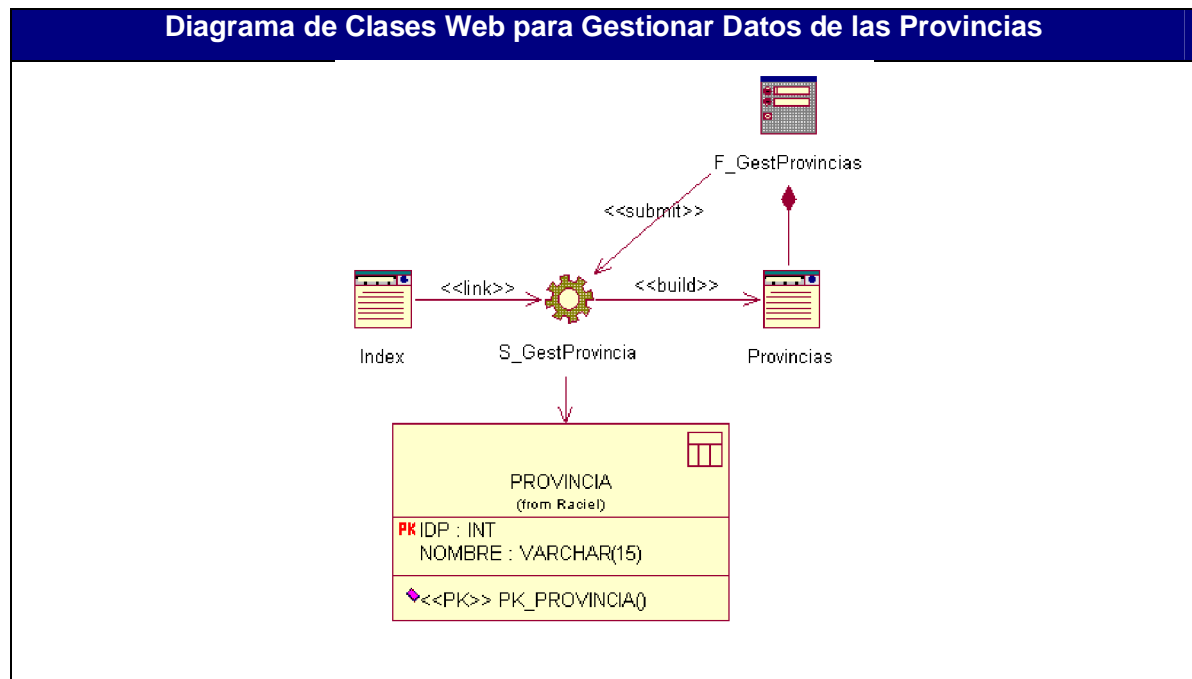 Diagrama de Clases Web para Gestionar Datos de las Provincias
F_GestProvincias
<<submit>>
<<link>>
<<build>>
Index
S_GestProvincia
Provincias
PROVINCIA
(from Raciel)
PK IDP : INT
NOMBRE : VARCHAR(15)
<<PK>> PK_PROVINCIA()